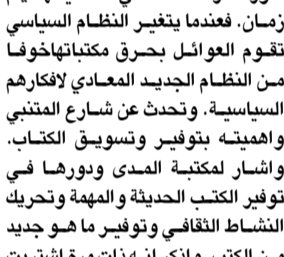 زمان. فعندما يتغير النظام السياسي
تقوم العوائل بحرق مكتباتهاخوفا
من النظام الجديد المعادي لافكارهم
السياسية. وتحدث عن شارع المتنبي
واهميته بتوفير وتسويق الكتاب.
واشار لمكتبة المدى ودورها في
توفير الكتب الحديثة والمهمة وتحريك
النشاط الثقافي وتوفير ما هو جديد
من الكتب